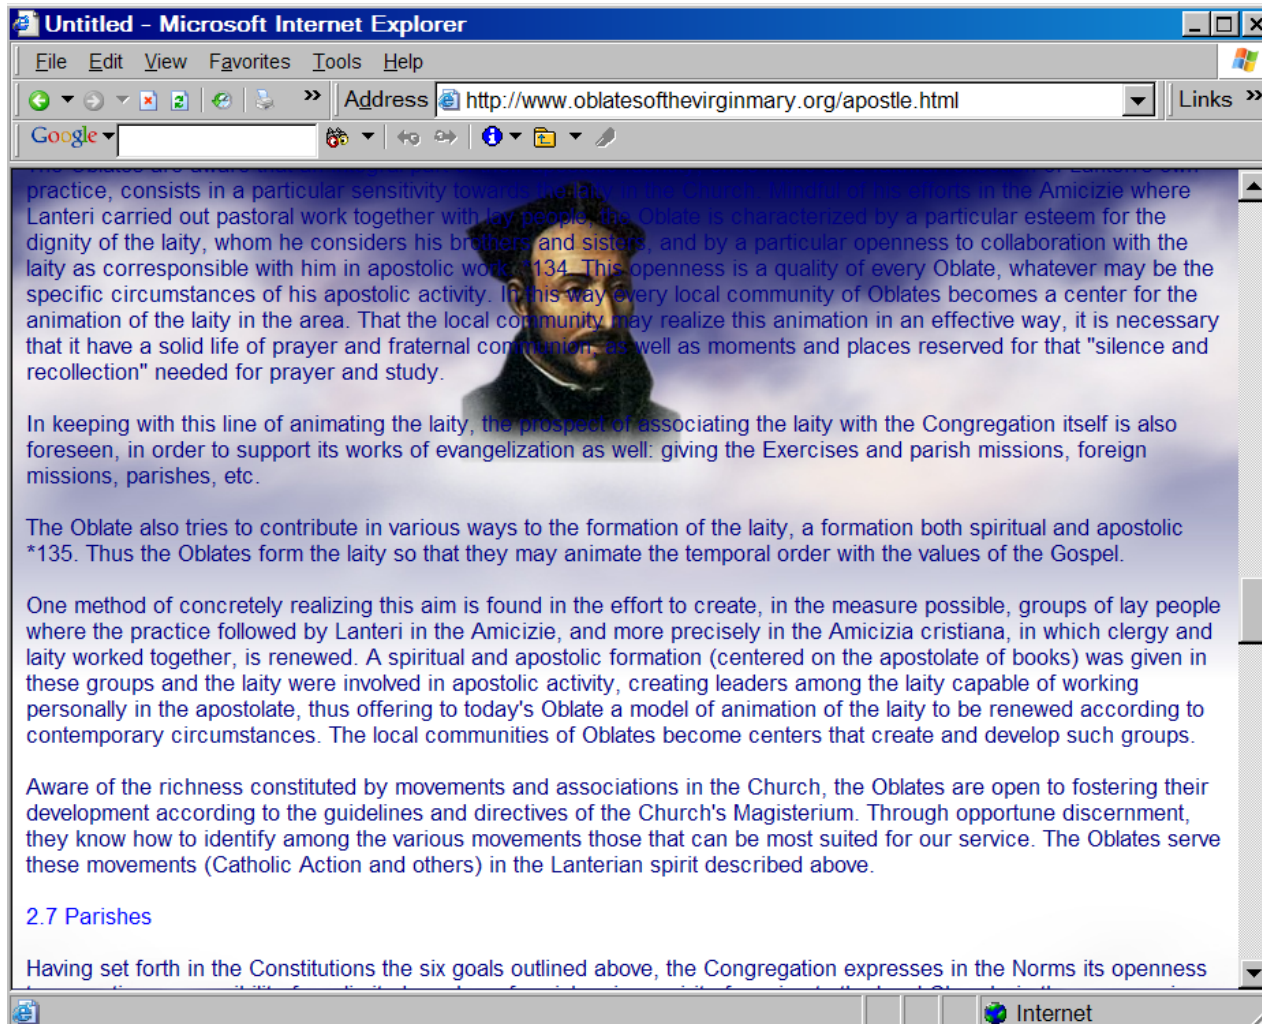 Untitled - Microsoft Internet Explorer
File Edit View Favorites Tools Help
Address http://www.oblatesofthevirginmary.org/apostle.html Links
Google
practice, consists in a particular sensitivity towards the laity in the Church. Mindful of his efforts in the Amicizie where
Lanteri carried out pastoral work together with lay people, the Oblate is characterized by a particular esteem for the
dignity of the laity, whom he considers his brothers and sisters, and by a particular openness to collaboration with the
laity as corresponsible with him in apostolic work *134. This openness is a quality of every Oblate, whatever may be the
specific circumstances of his apostolic activity. In this way every local community of Oblates becomes a center for the
animation of the laity in the area. That the local community may realize this animation in an effective way, it is necessary
that it have a solid life of prayer and fraternal communion, as well as moments and places reserved for that "silence and
recollection" needed for prayer and study.
In keeping with this line of animating the laity, the prospect of associating the laity with the Congregation itself is also
foreseen, in order to support its works of evangelization as well: giving the Exercises and parish missions, foreign
missions, parishes, etc.
The Oblate also tries to contribute in various ways to the formation of the laity, a formation both spiritual and apostolic
*135. Thus the Oblates form the laity so that they may animate the temporal order with the values of the Gospel.
One method of concretely realizing this aim is found in the effort to create, in the measure possible, groups of lay people
where the practice followed by Lanteri in the Amicizie, and more precisely in the Amicizia cristiana, in which clergy and
laity worked together, is renewed. A spiritual and apostolic formation (centered on the apostolate of books) was given in
these groups and the laity were involved in apostolic activity, creating leaders among the laity capable of working
personally in the apostolate, thus offering to today's Oblate a model of animation of the laity to be renewed according to
contemporary circumstances. The local communities of Oblates become centers that create and develop such groups.
Aware of the richness constituted by movements and associations in the Church, the Oblates are open to fostering their
development according to the guidelines and directives of the Church's Magisterium. Through opportune discernment,
they know how to identify among the various movements those that can be most suited for our service. The Oblates serve
these movements (Catholic Action and others) in the Lanterian spirit described above.
2.7 Parishes
Having set forth in the Constitutions the six goals outlined above, the Congregation expresses in the Norms its openness
Internet